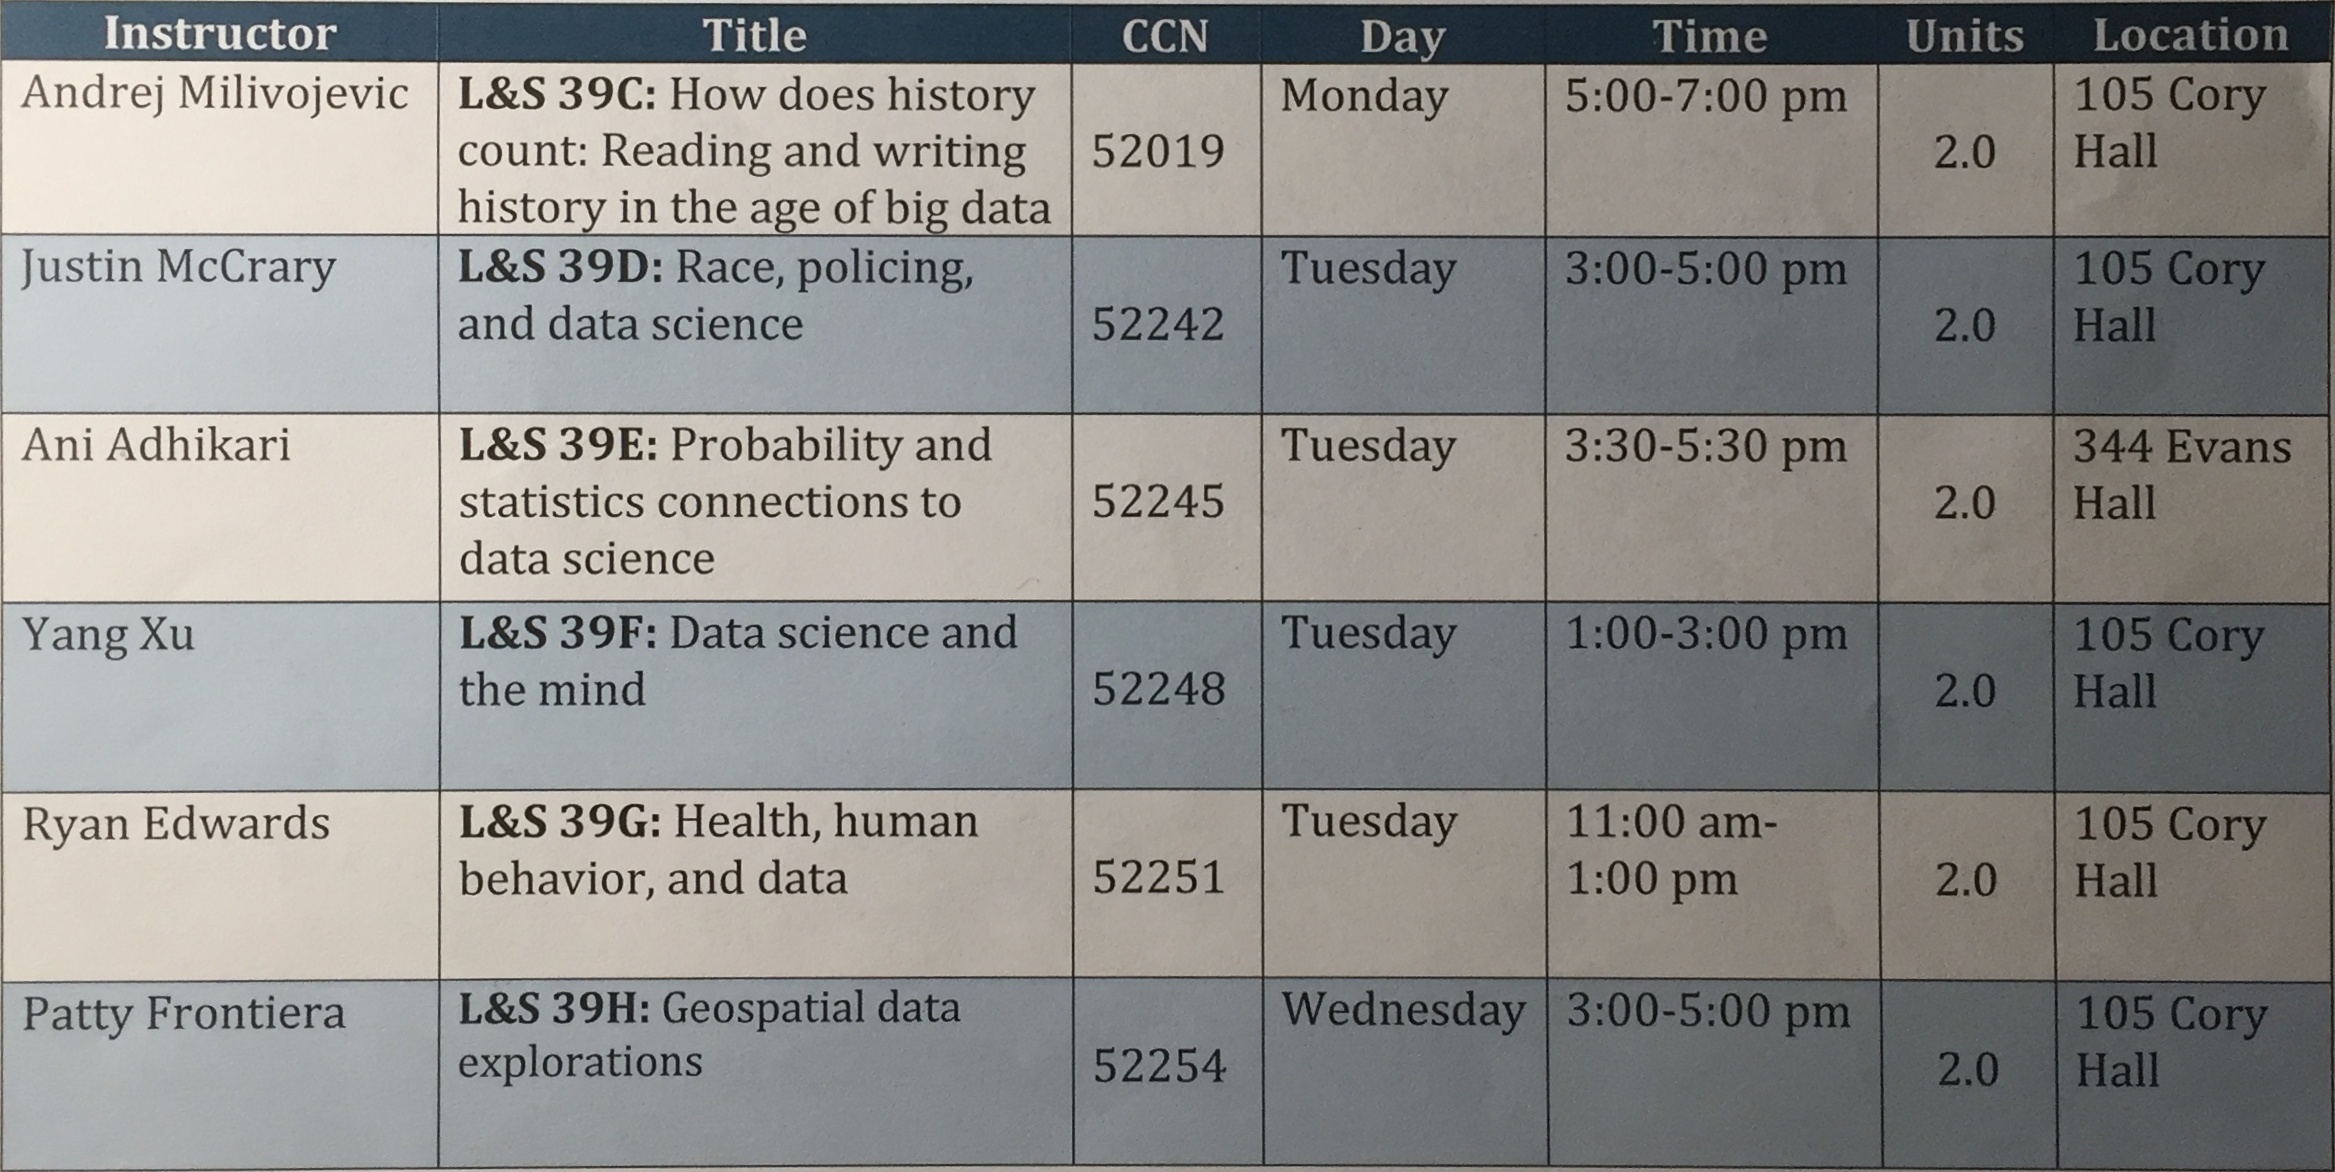 Instructor Title CCN Day Time Units Location
Andrej Milivojevic L&S 39C: How does history Monday 5:00-7:00 pm 105 Cory
count: Reading and writing 52019 2.0 Hall
history in the age of big data
Justin McCrary L&S 39D: Race, policing, Tuesday 3:00-5:00 pm 105 Cory
and data science 52242 2.0 Hall
Ani Adhikari L&S 39E: Probability and Tuesday 3:30-5:30 pm 344 Evans
statistics connections to 52245 2.0 Hall
data science
Yang Xu L&S 39F: Data science and Tuesday 1:00-3:00 pm 105 Cory
the mind 52248 2.0 Hall
Ryan Edwards L&S 39G: Health, human Tuesday 11:00 am- 105 Cory
behavior, and data 52251 1:00 pm 2.0 Hall
Patty Frontiera L&S 39H: Geospatial data Wednesday 3:00-5:00 pm 105 Cory
explorations 52254 2.0 Hall